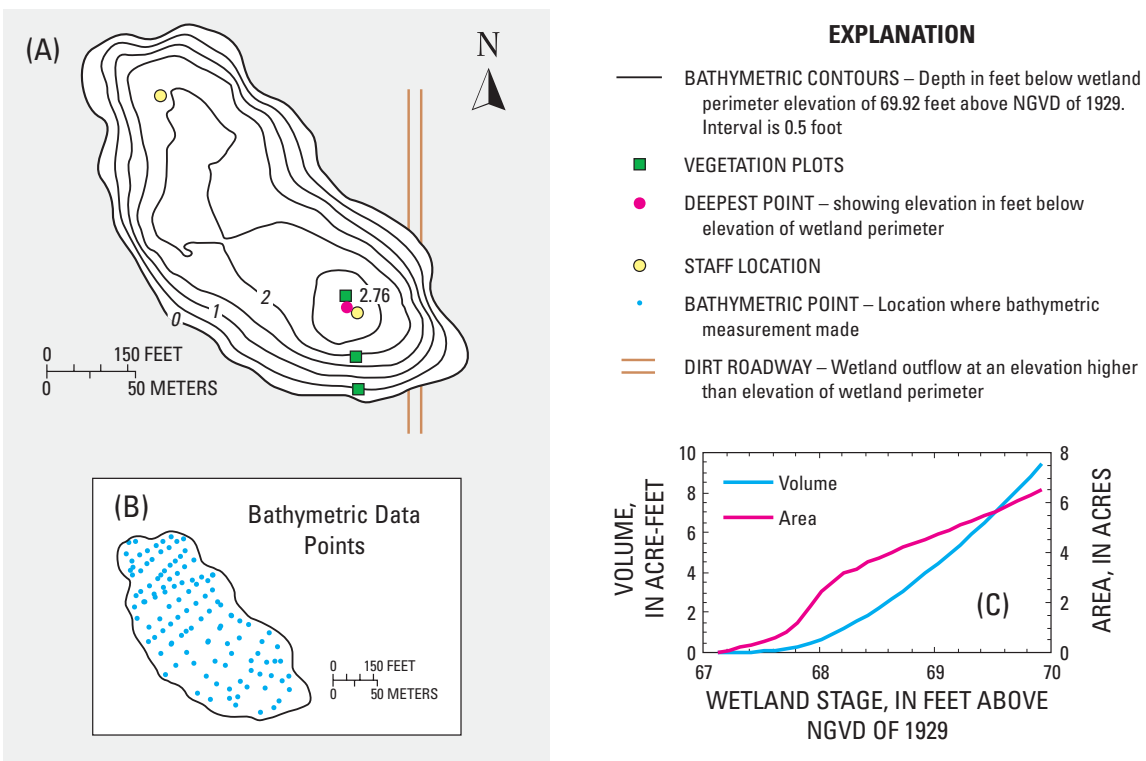 (A)
N
2.76
2
1
0
0 150 FEET
0 50 METERS
(B)
Bathymetric Data
Points
0 150 FEET
0 50 METERS
EXPLANATION
BATHYMETRIC CONTOURS – Depth in feet below wetland
perimeter elevation of 69.92 feet above NGVD of 1929.
Interval is 0.5 foot
VEGETATION PLOTS
DEEPEST POINT – showing elevation in feet below
elevation of wetland perimeter
STAFF LOCATION
BATHYMETRIC POINT – Location where bathymetric
measurement made
DIRT ROADWAY – Wetland outflow at an elevation higher
than elevation of wetland perimeter
VOLUME,
IN ACRE-FEET
10
8
6
4
2
0
Volume
Area
(C)
8
6
4
2
0
AREA, IN ACRES
67 68 69 70
WETLAND STAGE, IN FEET ABOVE
NGVD OF 1929